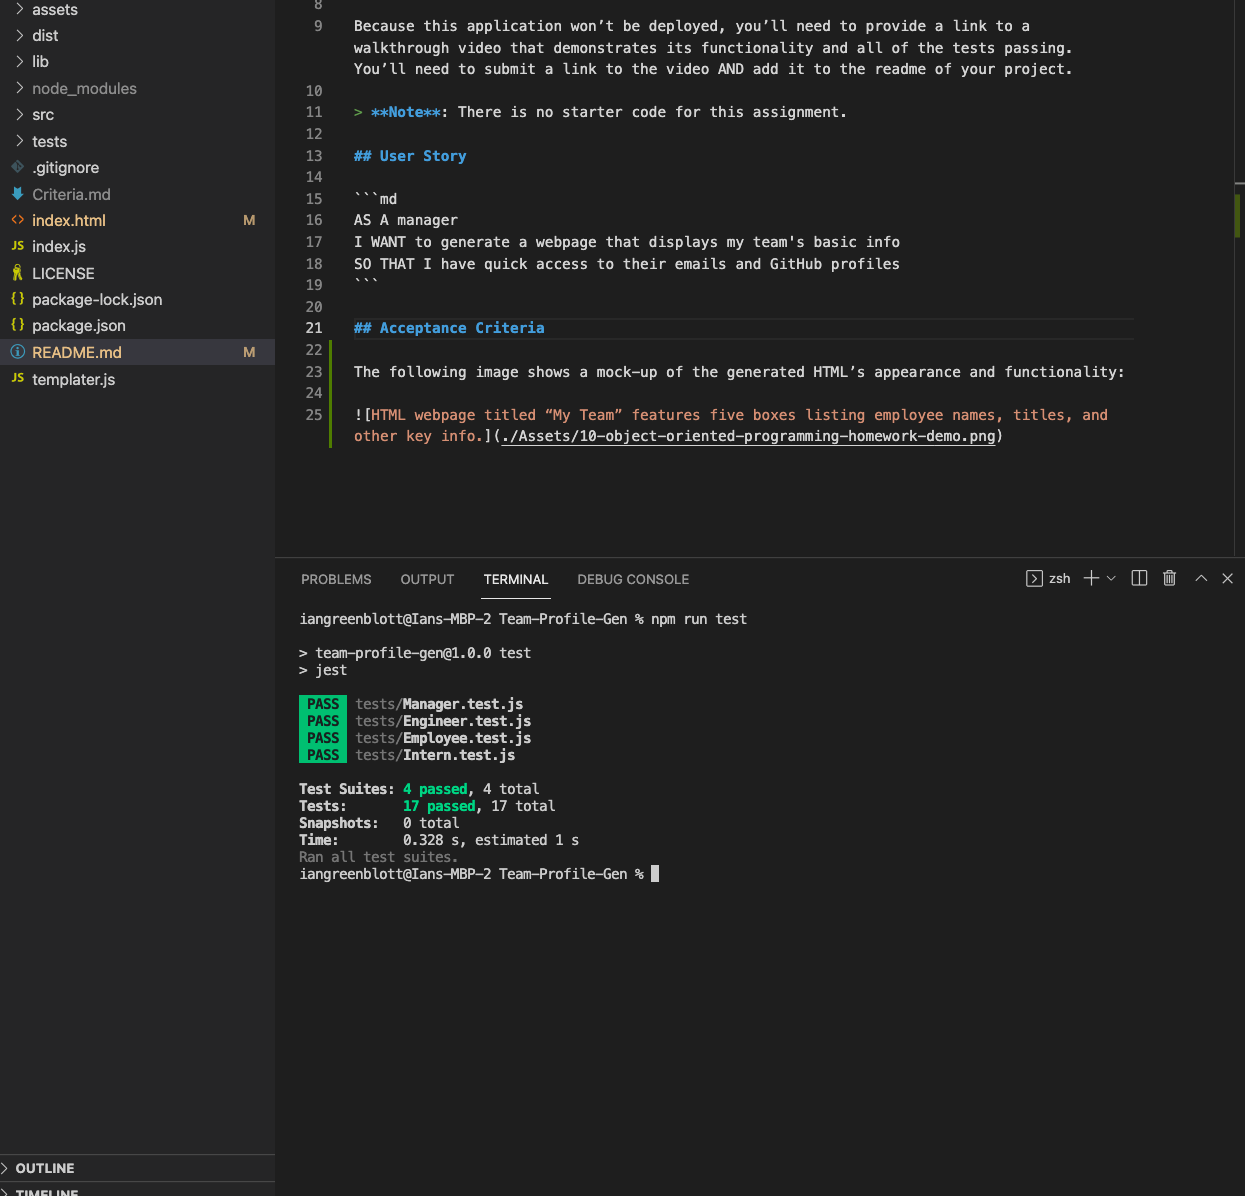 assets
dist
lib
node_modules
src
tests
.gitignore
Criteria.md
index.html M
JS index.js
LICENSE
{} package-lock.json
{} package.json
README.md M
JS templater.js
OUTLINE
TIMELINE
8
9 Because this application won’t be deployed, you’ll need to provide a link to a
walkthrough video that demonstrates its functionality and all of the tests passing.
You’ll need to submit a link to the video AND add it to the readme of your project.
10
11 > **Note**: There is no starter code for this assignment.
12
13 ## User Story
14
15 ```md
16 AS A manager
17 I WANT to generate a webpage that displays my team's basic info
18 SO THAT I have quick access to their emails and GitHub profiles
19 ```
20
21 ## Acceptance Criteria
22
23 The following image shows a mock-up of the generated HTML’s appearance and functionality:
24
25 ![HTML webpage titled “My Team” features five boxes listing employee names, titles, and
other key info.](./Assets/10-object-oriented-programming-homework-demo.png)
PROBLEMS OUTPUT TERMINAL DEBUG CONSOLE zsh
iangreenblott@Ians-MBP-2 Team-Profile-Gen % npm run test
> team-profile-gen@1.0.0 test
> jest
PASS tests/Manager.test.js
PASS tests/Engineer.test.js
PASS tests/Employee.test.js
PASS tests/Intern.test.js
Test Suites: 4 passed, 4 total
Tests: 17 passed, 17 total
Snapshots: 0 total
Time: 0.328 s, estimated 1 s
Ran all test suites.
iangreenblott@Ians-MBP-2 Team-Profile-Gen %